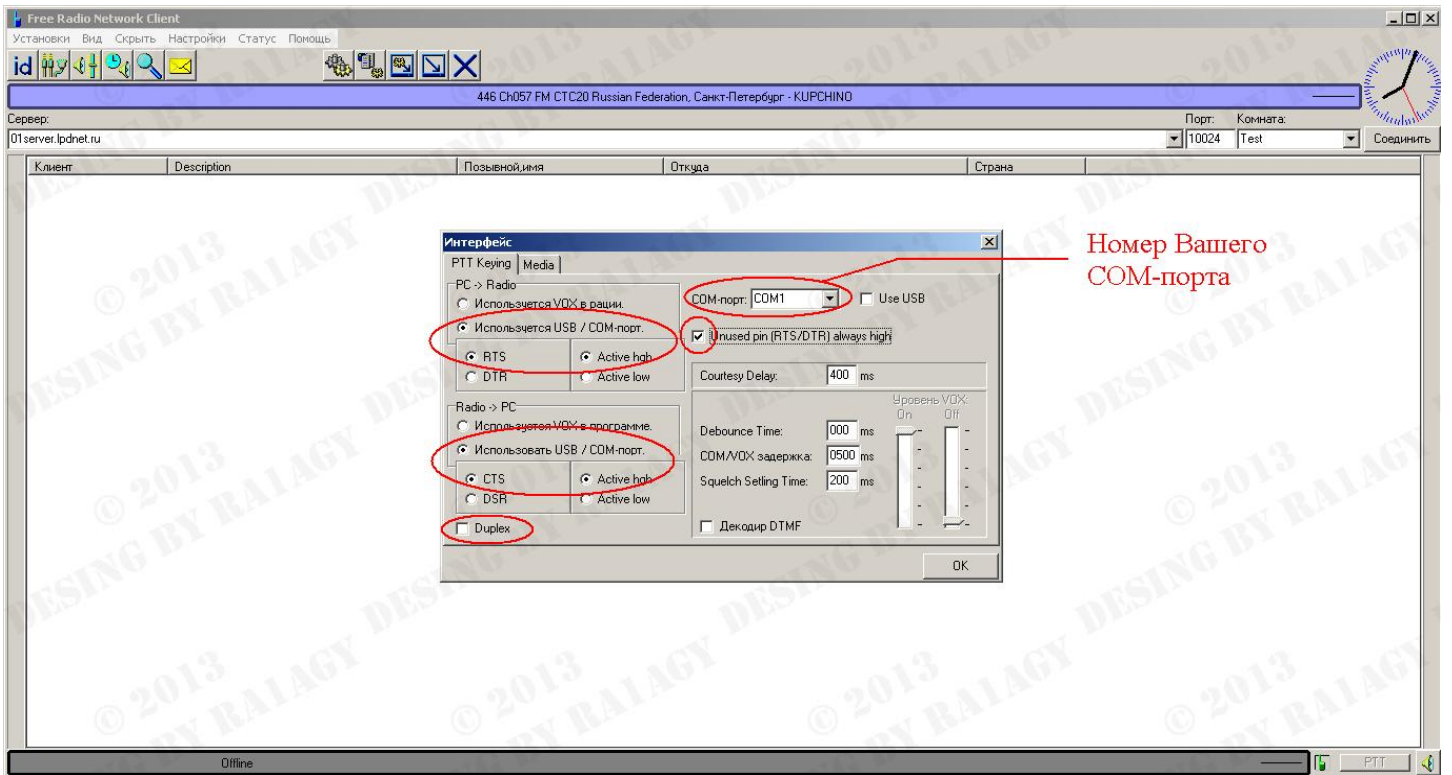 Free Radio Network Client
Установки Вид Скрыть Настройки Статус Помощь
id
446 Ch057 FM CTC20 Russian Federation, Санкт-Петербург - KUPCHINO
Сервер: Порт: Комната:
01server.lpdnet.ru 10024 Test Соединить
Клиент Description Позывной,имя Откуда Страна
Интерфейс
PTT Keying Media
PC -> Radio
Используется VOX в рации.
Используется USB / COM-порт.
RTS Active hgh
DTR Active low
COM-порт: COM1 Use USB
Unused pin (RTS/DTR) always high
Courtesy Delay: 400 ms
Radio -> PC
Используется VOX в программе.
Использовать USB / COM-порт.
CTS Active hgh
DSR Active low
Duplex
Уровень VOX:
On Off
Debounce Time: 000 ms
COM/VOX задержка: 0500 ms
Squelch Setling Time: 200 ms
Декодир DTMF
OK
Номер Вашего
COM-порта
Offline PTT
© 2013
DESING BY RA1AGY